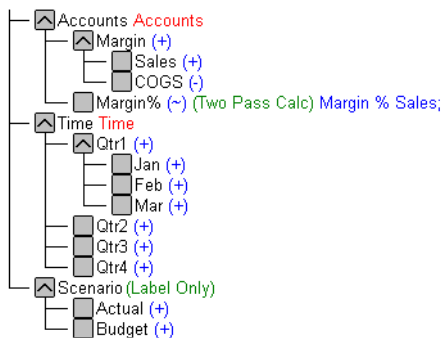 Accounts Accounts
Margin (+)
Sales (+)
COGS (-)
Margin% (~) (Two Pass Calc) Margin % Sales;
Time Time
Qtr1 (+)
Jan (+)
Feb (+)
Mar (+)
Qtr2 (+)
Qtr3 (+)
Qtr4 (+)
Scenario (Label Only)
Actual (+)
Budget (+)